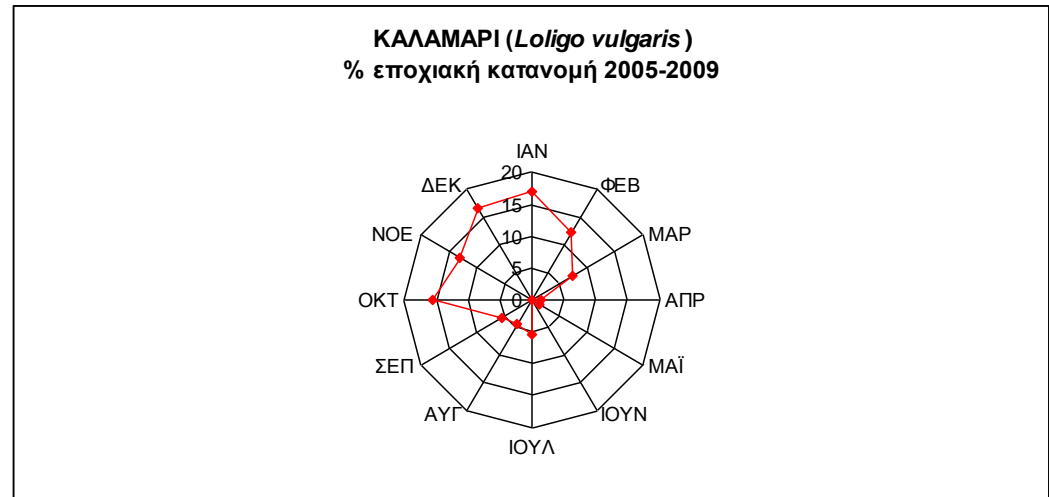 ΚΑΛΑΜΑΡΙ (Loligo vulgaris)
% εποχιακή κατανομή 2005-2009
ΙΑΝ
20
ΔΕΚ
ΦΕΒ
15
ΝΟΕ
ΜΑΡ
10
5
ΟΚΤ
0
ΑΠΡ
ΣΕΠ
ΜΑΪ
ΑΥΓ
ΙΟΥΝ
ΙΟΥΛ